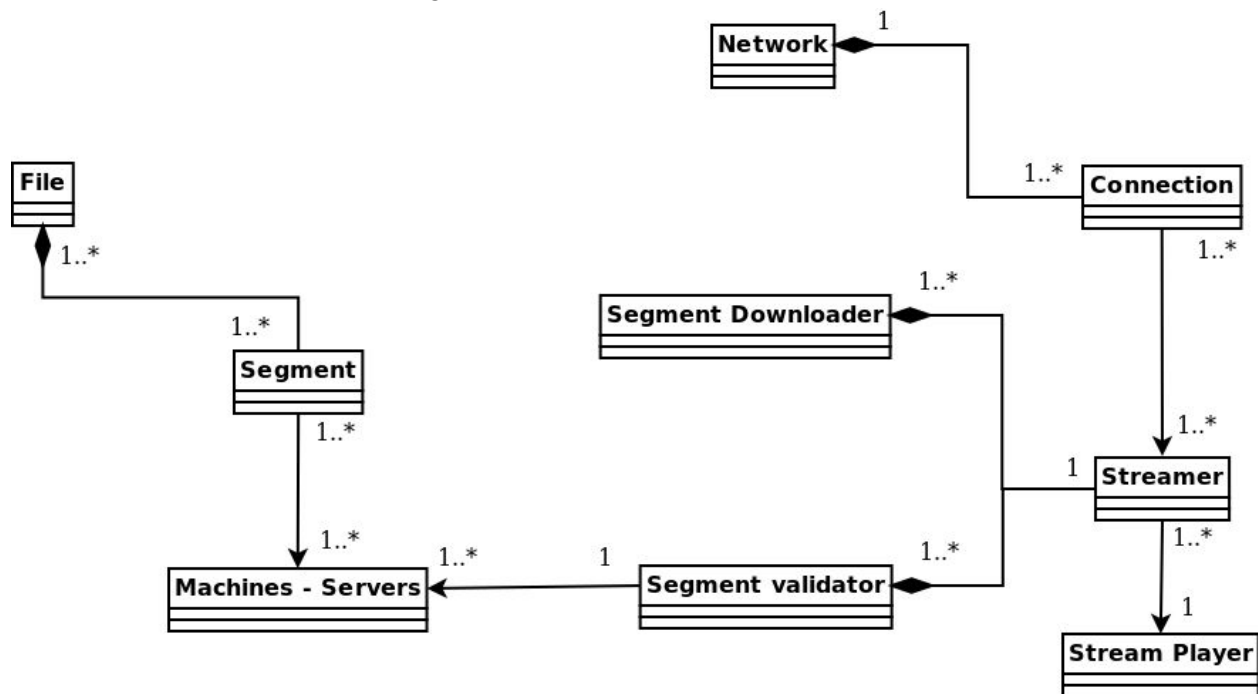 1
Network
1..*
Connection
File
1..*
1..*
1..*
Segment Downloader
1..*
Segment
1..*
1..*
1
Streamer
1..*
1..*
1
1..*
1..*
Machines - Servers
Segment validator
1
Stream Player